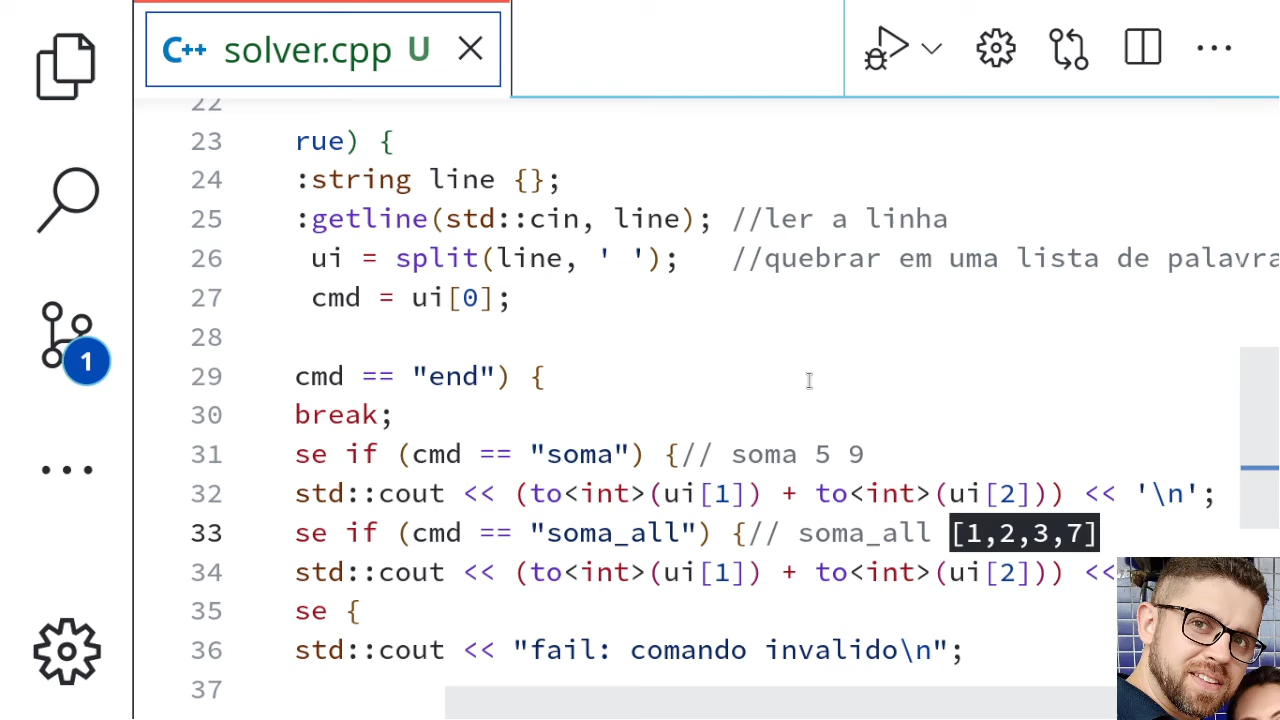 C++ solver.cpp U
22
23 rue) {
24 :string line {};
25 :getline(std::cin, line); //ler a linha
26 ui = split(line, ' '); //quebrar em uma lista de palavra
27 cmd = ui[0];
28
1
29 cmd == "end") {
30 break;
31 se if (cmd == "soma") {// soma 5 9
32 std::cout << (to<int>(ui[1]) + to<int>(ui[2])) << '\n';
33 se if (cmd == "soma_all") {// soma_all [1,2,3,7]
34 std::cout << (to<int>(ui[1]) + to<int>(ui[2])) <<
35 se {
36 std::cout << "fail: comando invalido\n";
37